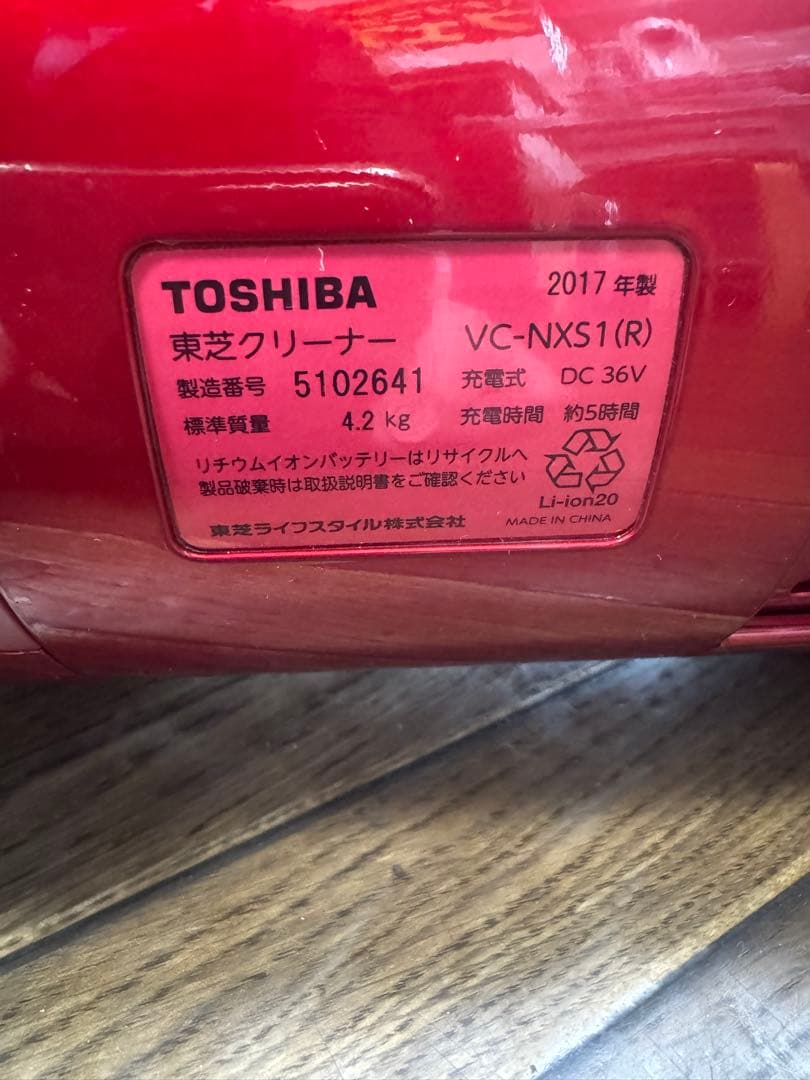 TOSHIBA 2017 年製
東芝クリーナー VC-NXS1(R)
製造番号 5102641 充電式 DC 36V
標準質量 4.2 kg 充電時間 約5時間
リチウムイオンバッテリーはリサイクルへ
製品破棄時は取扱説明書をご確認ください
Li-ion20
東芝ライフスタイル株式会社 MADE IN CHINA